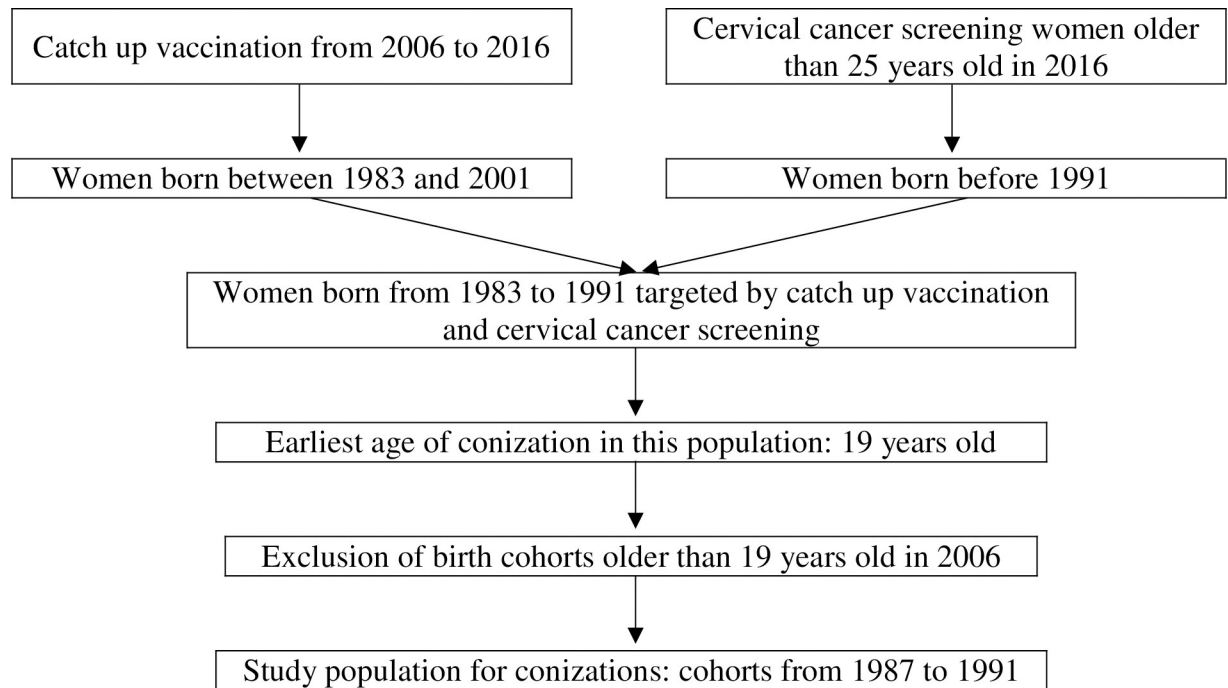 Catch up vaccination from 2006 to 2016
Cervical cancer screening women older
than 25 years old in 2016
Women born between 1983 and 2001
Women born before 1991
Women born from 1983 to 1991 targeted by catch up vaccination
and cervical cancer screening
Earliest age of conization in this population: 19 years old
Exclusion of birth cohorts older than 19 years old in 2006
Study population for conizations: cohorts from 1987 to 1991